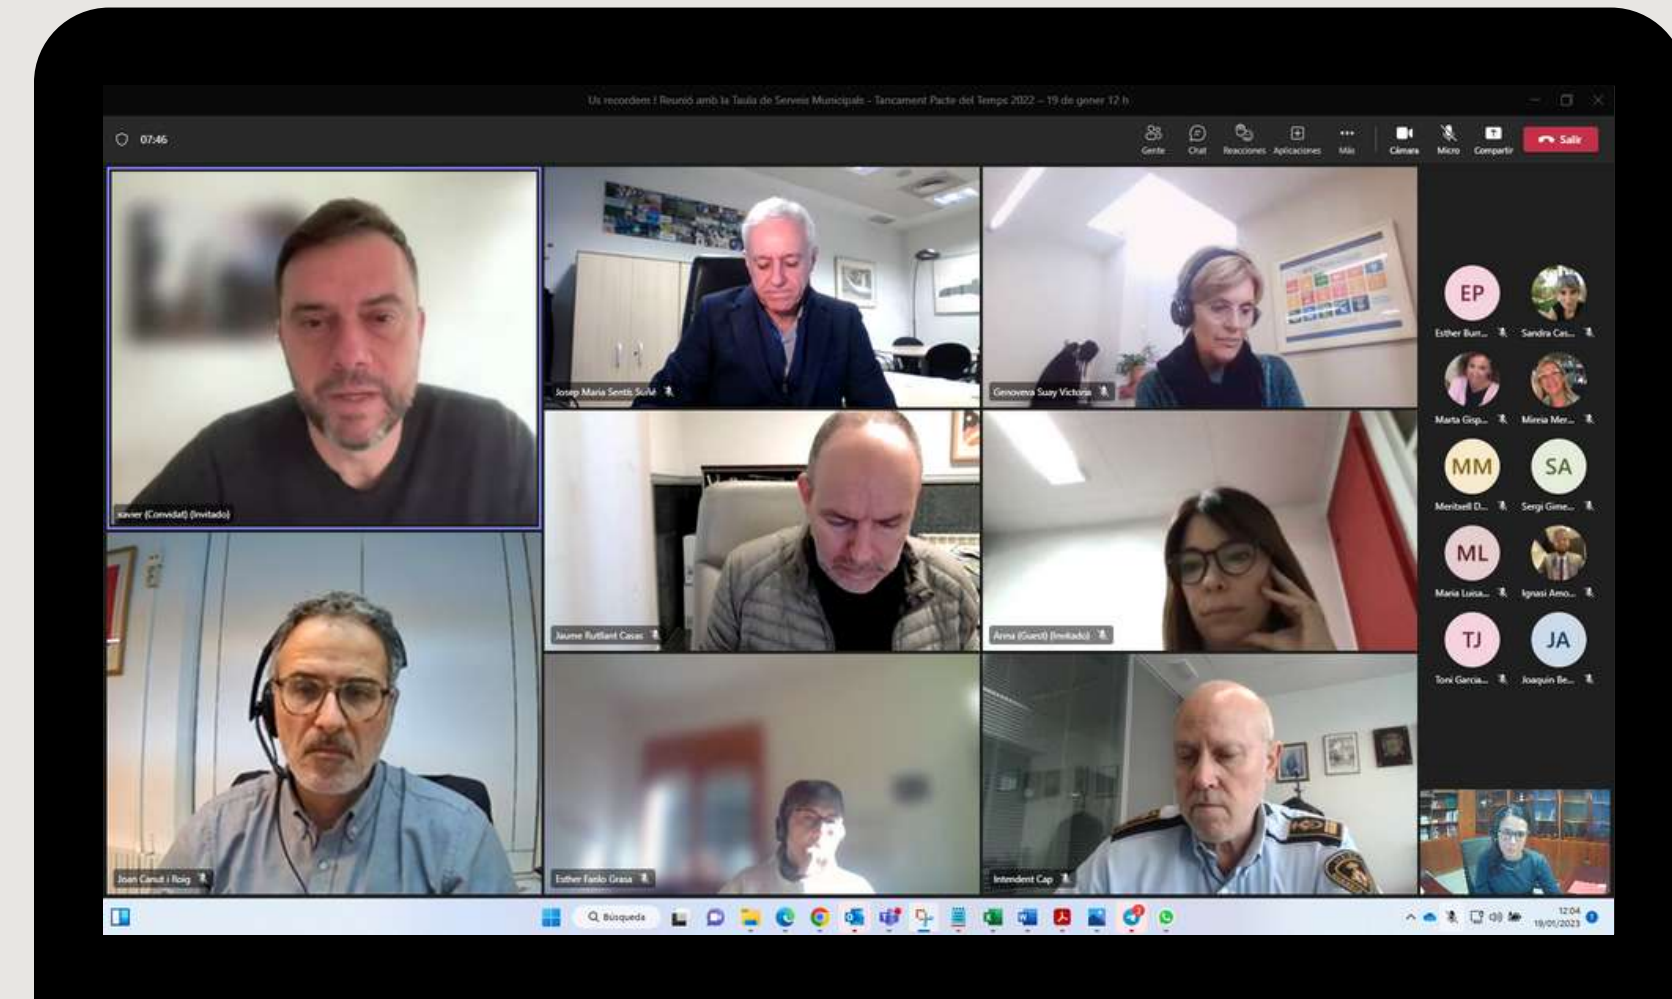 Us recordem ! Reunió amb la Taula de Serveis Municipals - Tancament Pacte del Temps 2022 – 19 de gener 12 h
07:46
Gente
Chat
Reacciones
Aplicaciones
Más
Cámara
Micro
Compartir
Salir
xavier (Convidat) (Invitado)
Josep Maria Sentís Suñé
Genoveva Suay Victoria
Jaume Rutllant Casas
Anna (Guest) (Invitado)
Joan Canut i Roig
Esther Fanlo Grasa
Intendent Cap
EP
Esther Burr...
Sandra Cas...
Marta Gisp...
Mireia Mer...
MM
Meritxell D...
SA
Sergi Gime...
ML
Maria Luisa...
Ignasi Amo...
TJ
Toni Garcia...
JA
Joaquin Be...
Búsqueda
12:04
19/01/2023